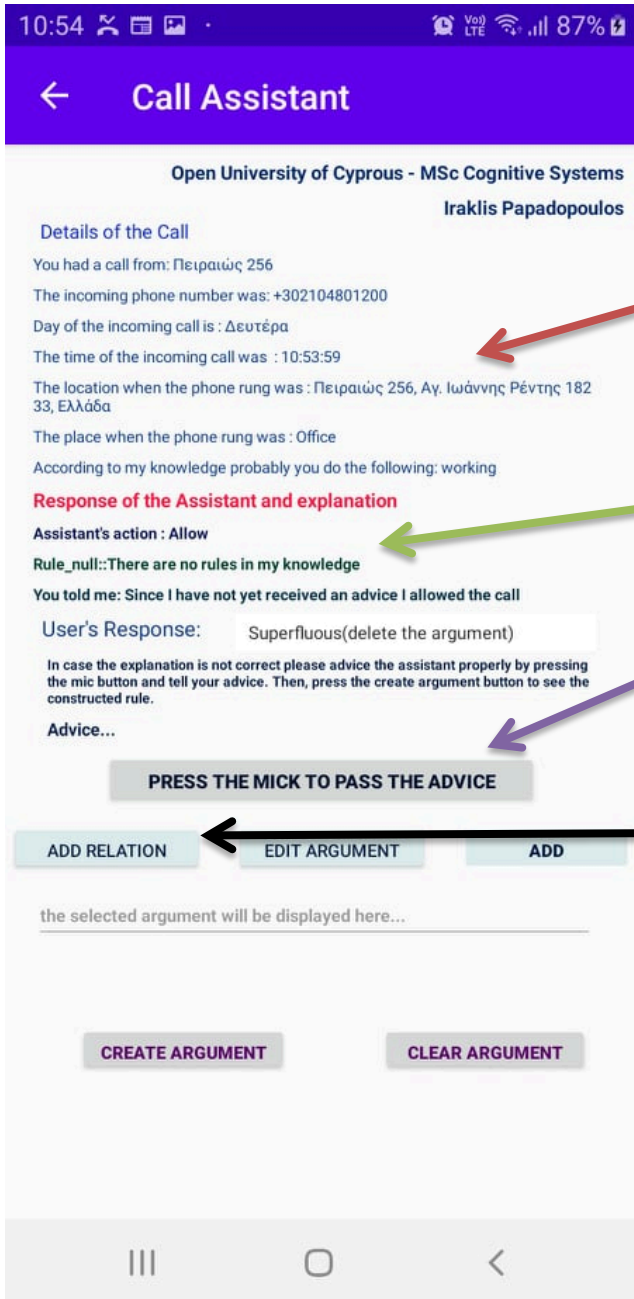 10:54
Vo)) LTE 87%
Call Assistant
Open University of Cyprous - MSc Cognitive Systems
Iraklis Papadopoulos
Details of the Call
You had a call from: Πειραιώς 256
The incoming phone number was: +302104801200
Day of the incoming call is : Δευτέρα
The time of the incoming call was : 10:53:59
The location when the phone rung was : Πειραιώς 256, Αγ. Ιωάννης Ρέντης 182
33, Ελλάδα
The place when the phone rung was : Office
According to my knowledge probably you do the following: working
Response of the Assistant and explanation
Assistant's action : Allow
Rule_null::There are no rules in my knowledge
You told me: Since I have not yet received an advice I allowed the call
User's Response: Superfluous(delete the argument)
In case the explanation is not correct please advice the assistant properly by pressing
the mic button and tell your advice. Then, press the create argument button to see the
constructed rule.
Advice...
PRESS THE MICK TO PASS THE ADVICE
ADD RELATION EDIT ARGUMENT ADD
the selected argument will be displayed here...
CREATE ARGUMENT CLEAR ARGUMENT